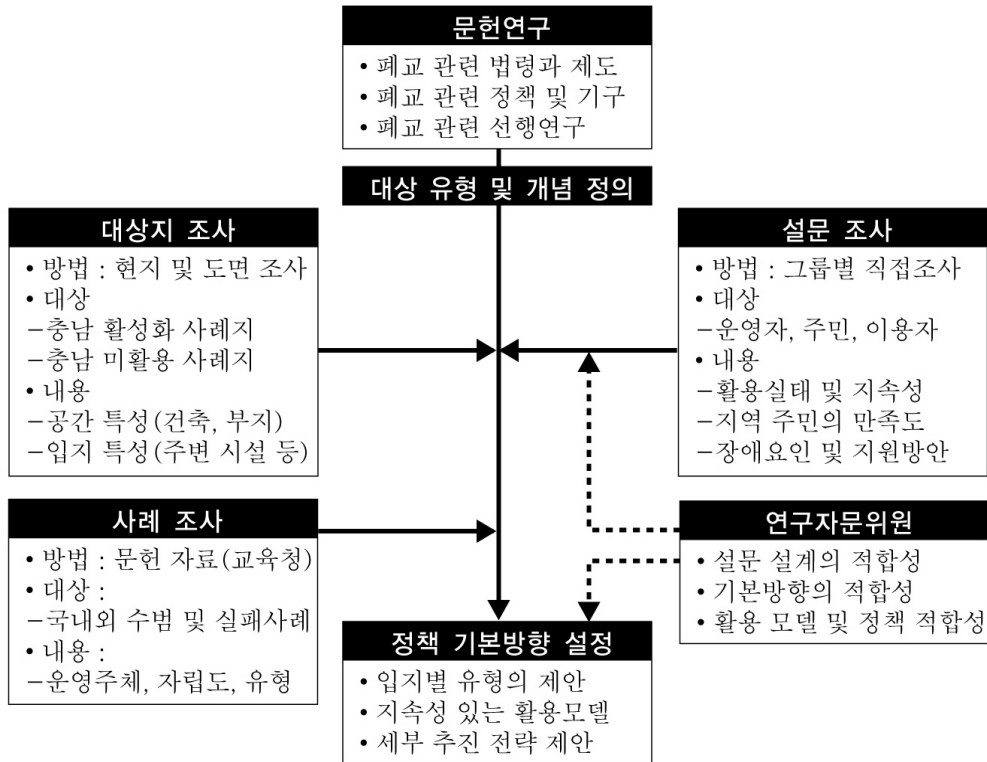 문헌연구
• 폐교 관련 법령과 제도
• 폐교 관련 정책 및 기구
• 폐교 관련 선행연구
대상 유형 및 개념 정의
대상지 조사
• 방법 : 현지 및 도면 조사
• 대상
–충남 활성화 사례지
–충남 미활용 사례지
• 내용
–공간 특성(건축, 부지)
–입지 특성(주변 시설 등)
설문 조사
• 방법 : 그룹별 직접조사
• 대상
–운영자, 주민, 이용자
• 내용
–활용실태 및 지속성
–지역 주민의 만족도
–장애요인 및 지원방안
사례 조사
• 방법 : 문헌 자료(교육청)
• 대상 :
–국내외 수범 및 실패사례
• 내용 :
–운영주체, 자립도, 유형
연구자문위원
• 설문 설계의 적합성
• 기본방향의 적합성
• 활용 모델 및 정책 적합성
정책 기본방향 설정
• 입지별 유형의 제안
• 지속성 있는 활용모델
• 세부 추진 전략 제안